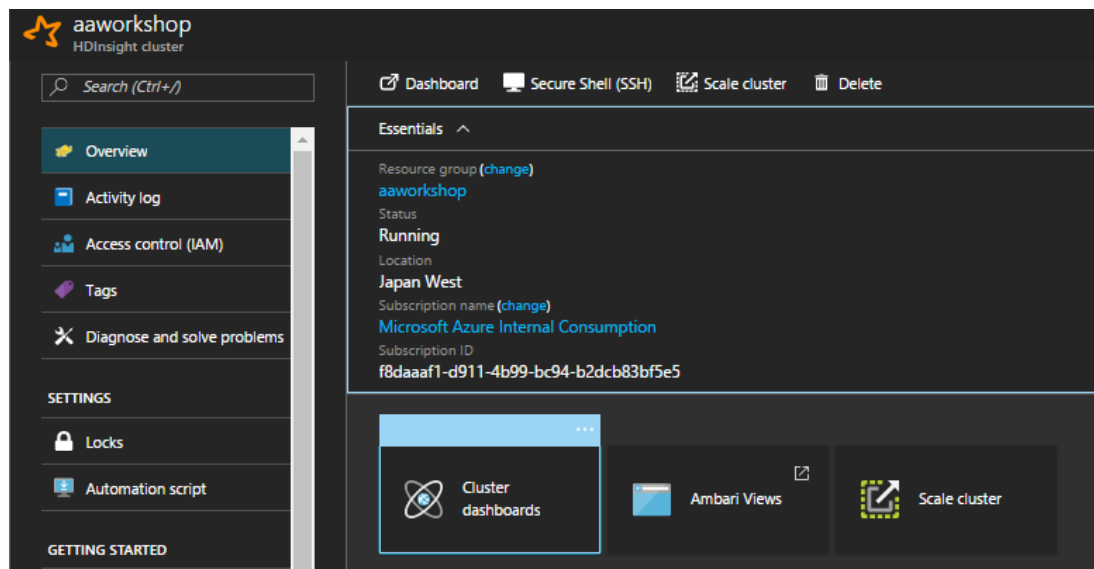 aaworkshop
HDInsight cluster
Search (Ctrl+/)
Overview
Activity log
Access control (IAM)
Tags
Diagnose and solve problems
SETTINGS
Locks
Automation script
GETTING STARTED
Dashboard Secure Shell (SSH) Scale cluster Delete
Essentials
Resource group (change)
aaworkshop
Status
Running
Location
Japan West
Subscription name (change)
Microsoft Azure Internal Consumption
Subscription ID
f8daaaf1-d911-4b99-bc94-b2dcb83bf5e5
Cluster
dashboards
Ambari Views
Scale cluster